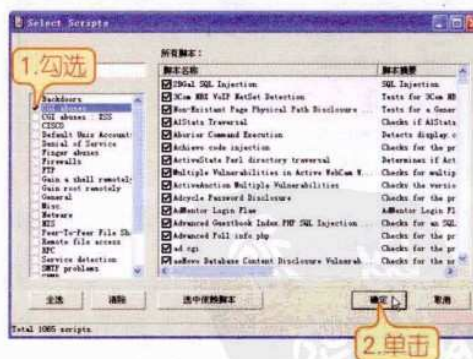 Select Scripts
1.勾选
所有脚本：
脚本名称 脚本摘要
Backdoors
CGI abuses
CGI abuses : XSS
CISCO
Default Unix Account
Denial of Service
Finger abuses
Firewalls
FTP
Gain a shell remotely
Gain root remotely
General
Misc.
Netware
NIS
Peer-To-Peer File Sh
Remote file access
RPC
Service detection
SMTP problems
SQL Injection SQL Injection
3Com NBX VoIP NetSet Detection Tests for 3Com NB
Non-Existant Page Physical Path Disclosure Tests for a Gener
AlStats Traversal Checks if AlStats
Abortor Command Execution Detects display.c
Achievo code injection Checks for the pr
ActiveState Perl directory traversal Determines if Act
Multiple Vulnerabilities in Active WebCam W... Checks for multip
ActiveAuction Multiple Vulnerabilities Checks the versio
Adcycle Password Disclosure Checks for the pr
AdMentor Login Flaw AdMentor Login Fl
Advanced Guestbook Index.PHP SQL Injection ... Checks for an SQL
Advanced Poll info.php Checks for the pr
ad.cgi Checks for the pr
aeNovo Database Content Disclosure Vulnerab... Checks for the pr
全选 清除 选中依赖脚本 确定 取消
2.单击
Total 1065 scripts.